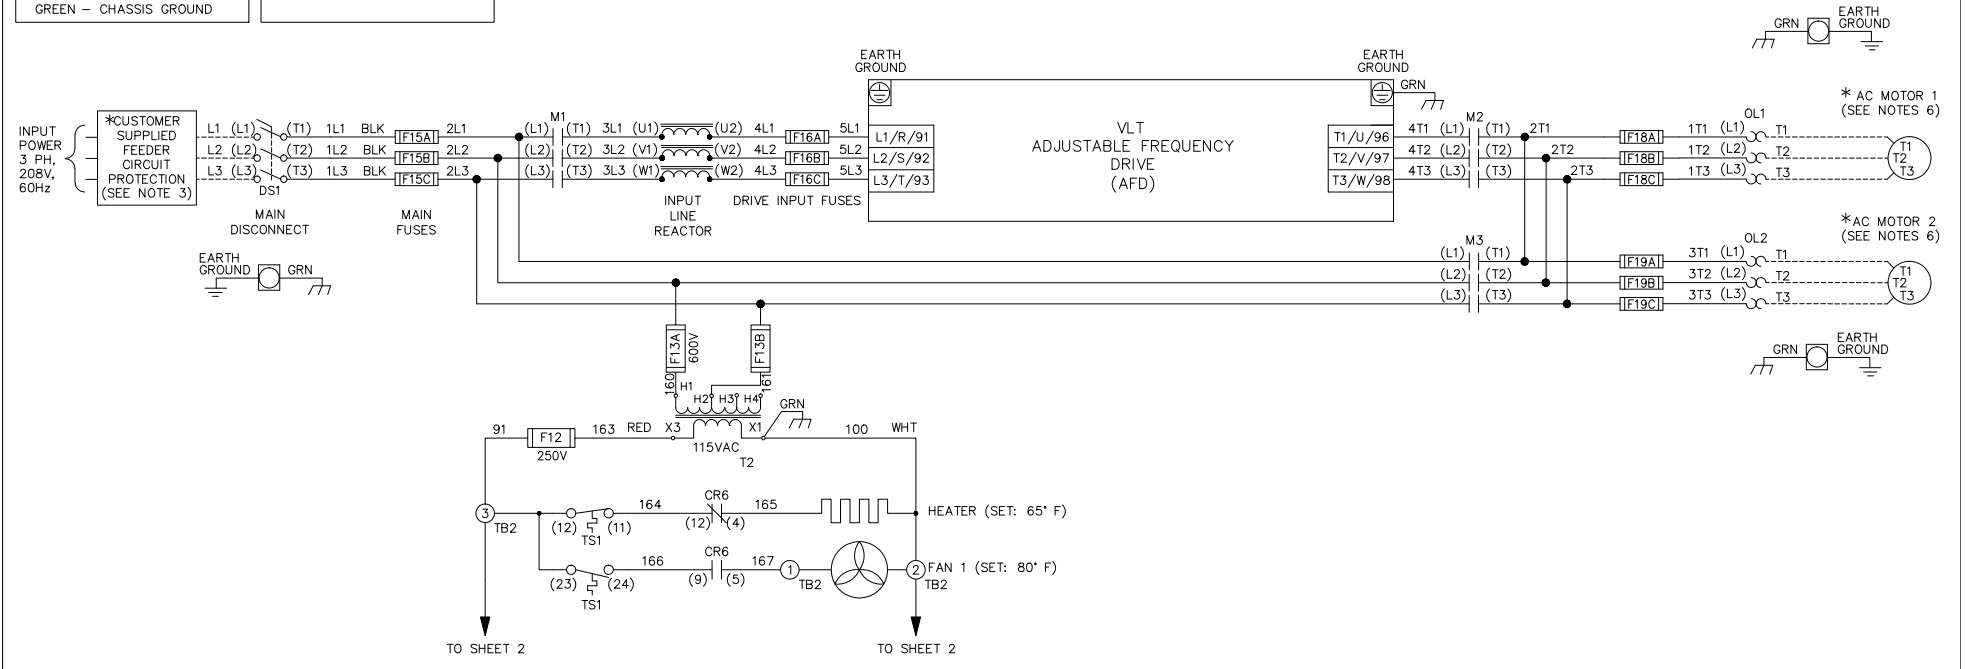 GREEN – CHASSIS GROUND
GRN
EARTH
GROUND
INPUT
POWER
3 PH,
208V,
60Hz
*CUSTOMER
SUPPLIED
FEEDER
CIRCUIT
PROTECTION
(SEE NOTE 3)
L1 (L1) (T1) 1L1 BLK F15A 2L1
L2 (L2) (T2) 1L2 BLK F15B 2L2
L3 (L3) (T3) 1L3 BLK F15C 2L3
DS1
MAIN
DISCONNECT
MAIN
FUSES
EARTH
GROUND
GRN
M1
(L1) (T1) 3L1 (U1) (U2) 4L1 F16A 5L1
(L2) (T2) 3L2 (V1) (V2) 4L2 F16B 5L2
(L3) (T3) 3L3 (W1) (W2) 4L3 F16C 5L3
INPUT
LINE
REACTOR
DRIVE INPUT FUSES
EARTH
GROUND
L1/R/91
L2/S/92
L3/T/93
VLT
ADJUSTABLE FREQUENCY
DRIVE
(AFD)
EARTH
GROUND
GRN
T1/U/96
T2/V/97
T3/W/98
M2
4T1 (L1) (T1) 2T1 F18A 1T1 (L1) T1
4T2 (L2) (T2) 2T2 F18B 1T2 (L2) T2
4T3 (L3) (T3) 2T3 F18C 1T3 (L3) T3
OL1
* AC MOTOR 1
(SEE NOTES 6)
T1
T2
T3
M3
(L1) (T1) F19A 3T1 (L1) T1
(L2) (T2) F19B 3T2 (L2) T2
(L3) (T3) F19C 3T3 (L3) T3
OL2
*AC MOTOR 2
(SEE NOTES 6)
T1
T2
T3
GRN
EARTH
GROUND
F13A
600V
F13B
160
161
H1
H2 H3 H4
GRN
91 F12 163 RED X3 X1 100 WHT
250V
115VAC
T2
3
TB2
(12) (11) 164 CR6 (12) (4) 165
TS1
HEATER (SET: 65° F)
(23) (24) 166 CR6 (9) (5) 167 1
TS1
TB2
2 FAN 1 (SET: 80° F)
TB2
TO SHEET 2
TO SHEET 2